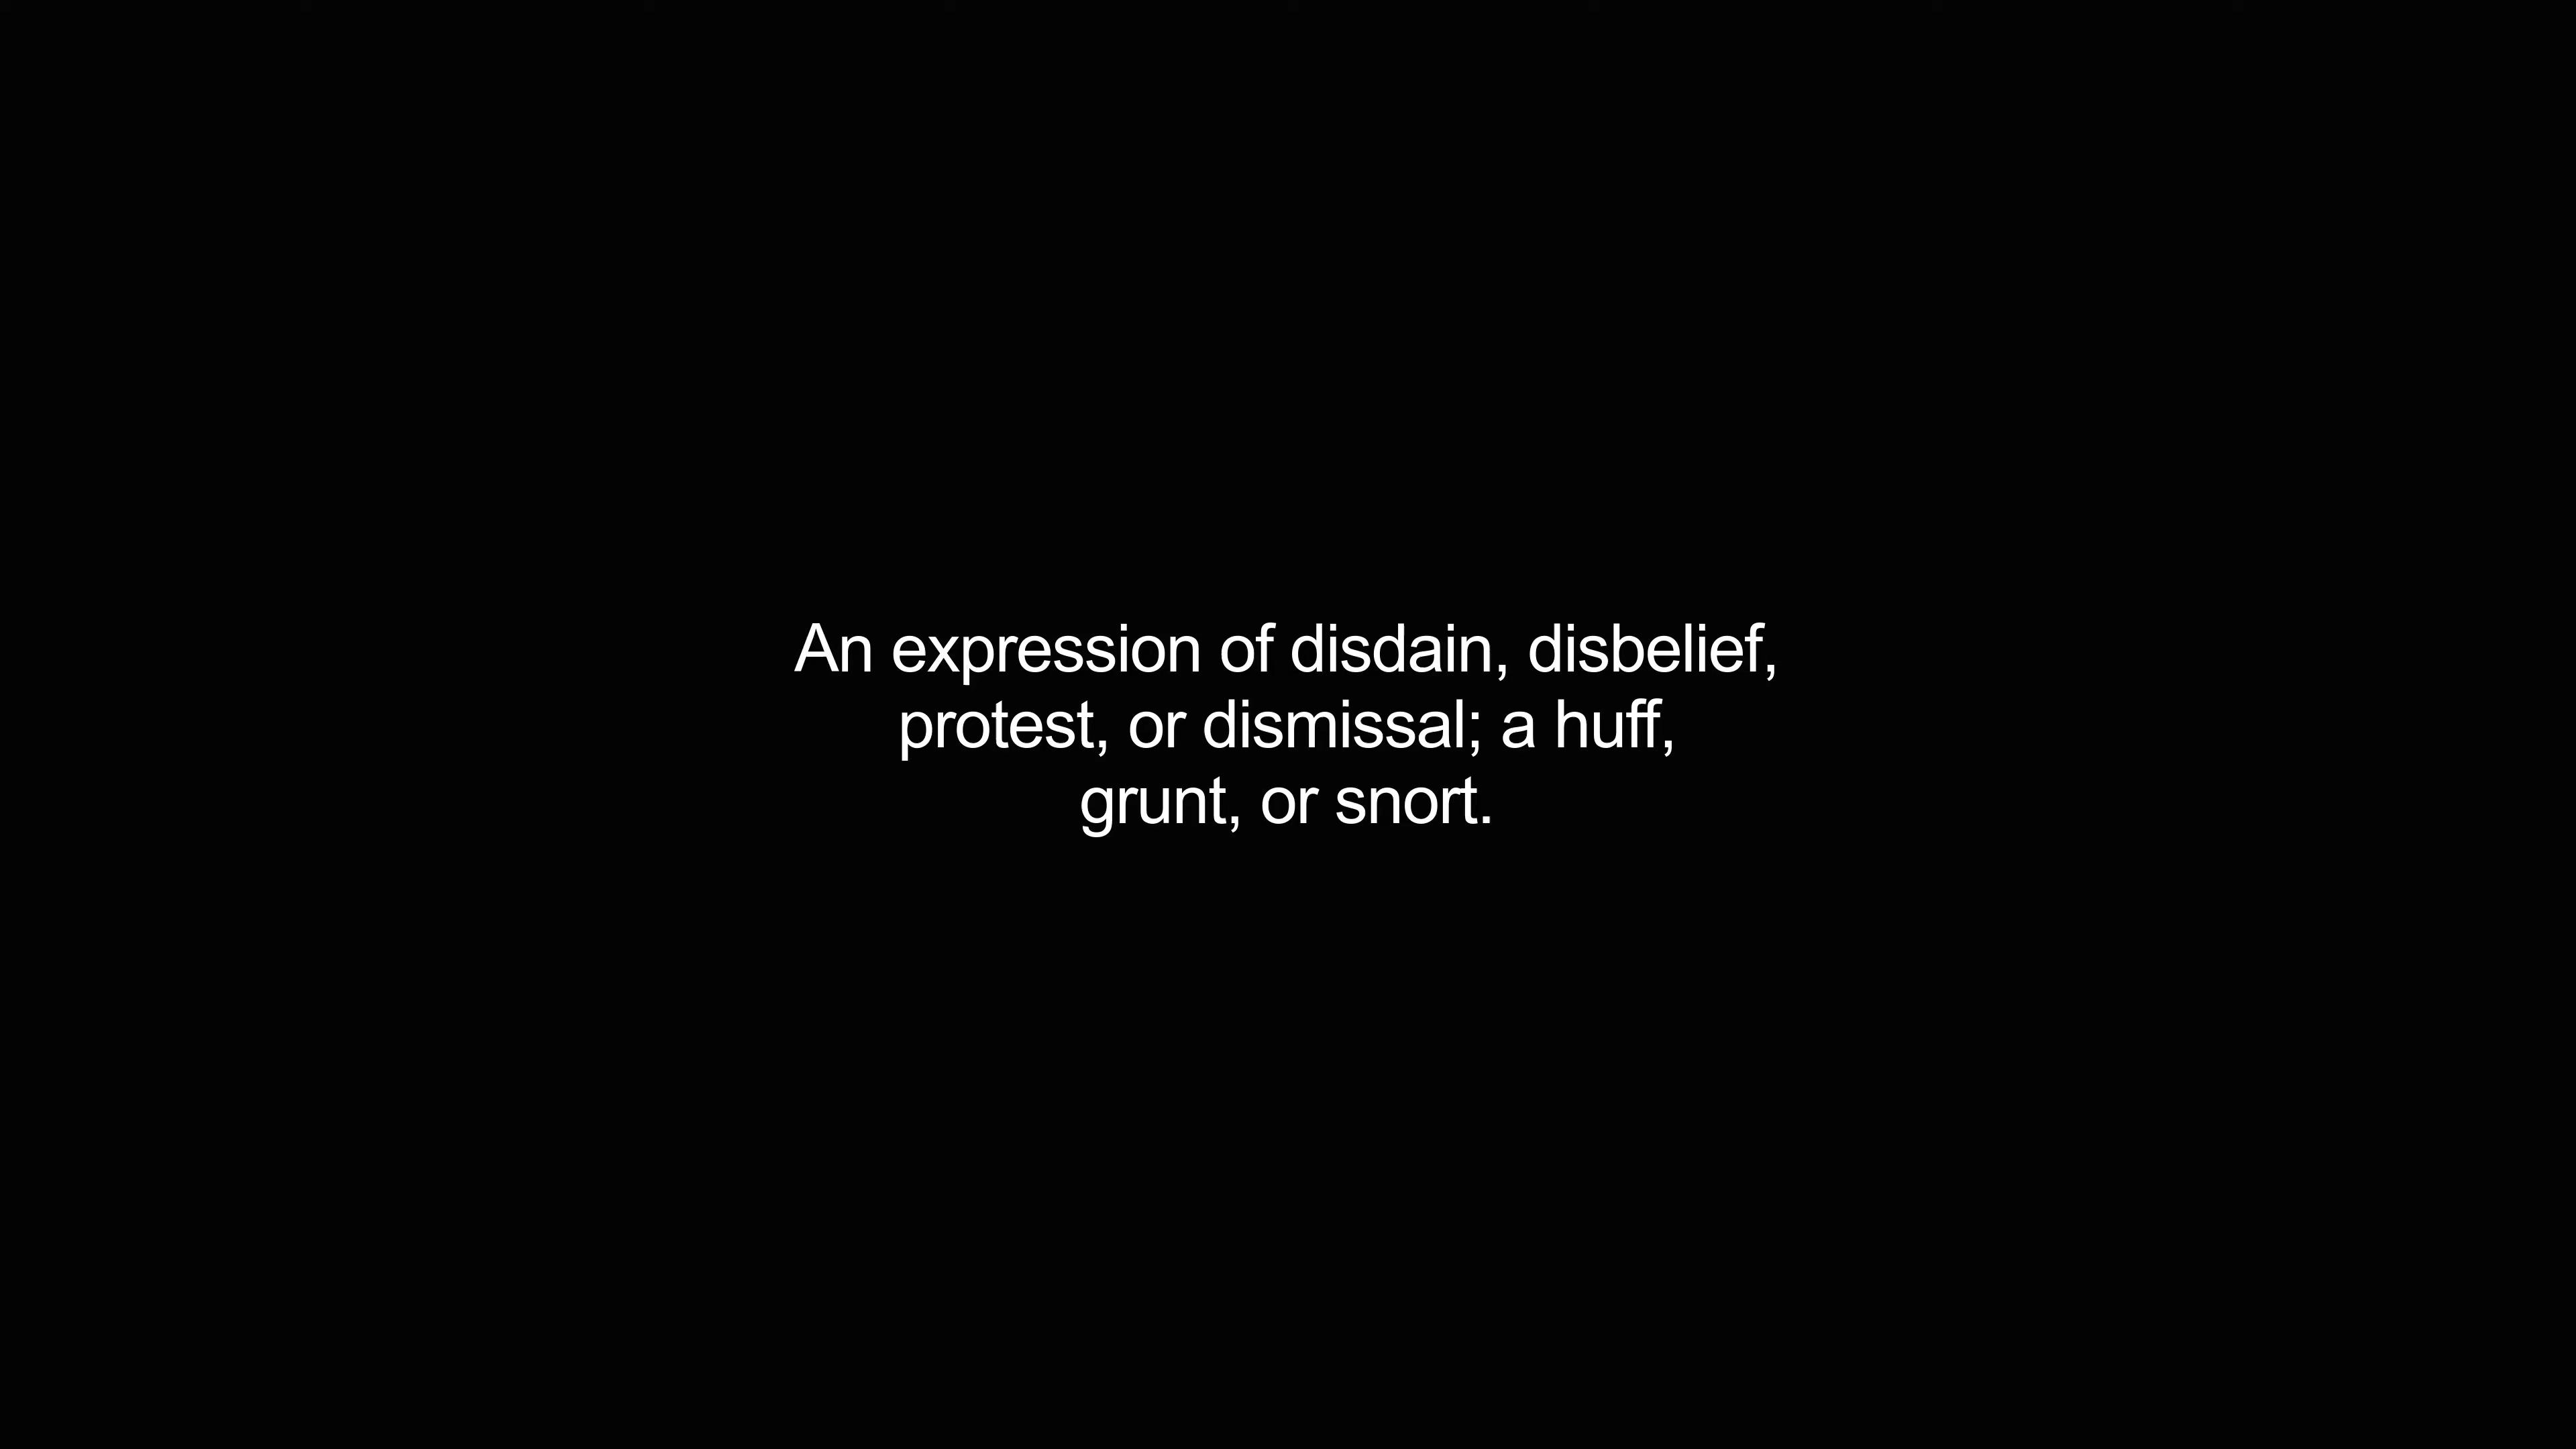 An expression of disdain, disbelief,
protest, or dismissal; a huff,
grunt, or snort.